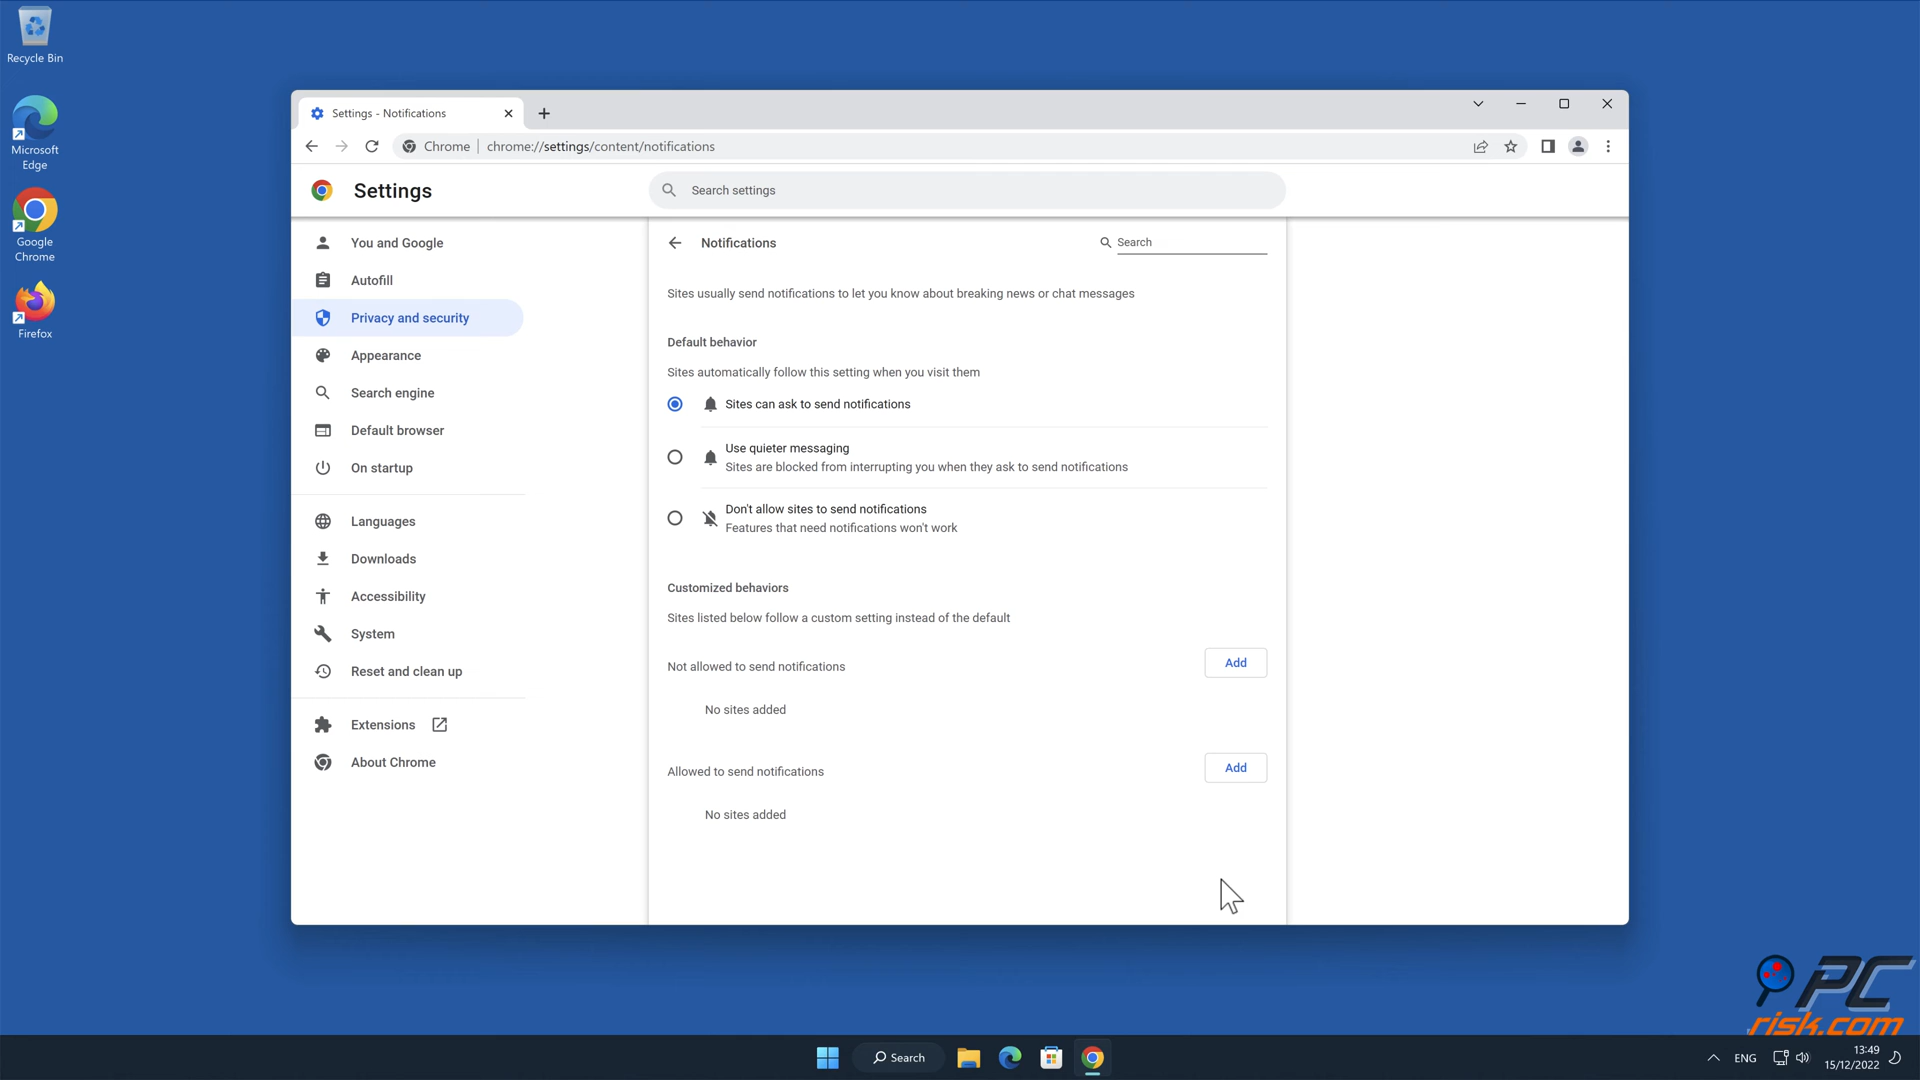 Recycle Bin
Microsoft
Edge
Google
Chrome
Firefox
Settings - Notifications
Chrome
chrome://settings/content/notifications
Settings
Search settings
You and Google
Autofill
Privacy and security
Appearance
Search engine
Default browser
On startup
Languages
Downloads
Accessibility
System
Reset and clean up
Extensions
About Chrome
Notifications
Search
Sites usually send notifications to let you know about breaking news or chat messages
Default behavior
Sites automatically follow this setting when you visit them
Sites can ask to send notifications
Use quieter messaging
Sites are blocked from interrupting you when they ask to send notifications
Don't allow sites to send notifications
Features that need notifications won't work
Customized behaviors
Sites listed below follow a custom setting instead of the default
Not allowed to send notifications
Add
No sites added
Allowed to send notifications
Add
No sites added
PC
risk.com
Search
ENG
13:49
15/12/2022